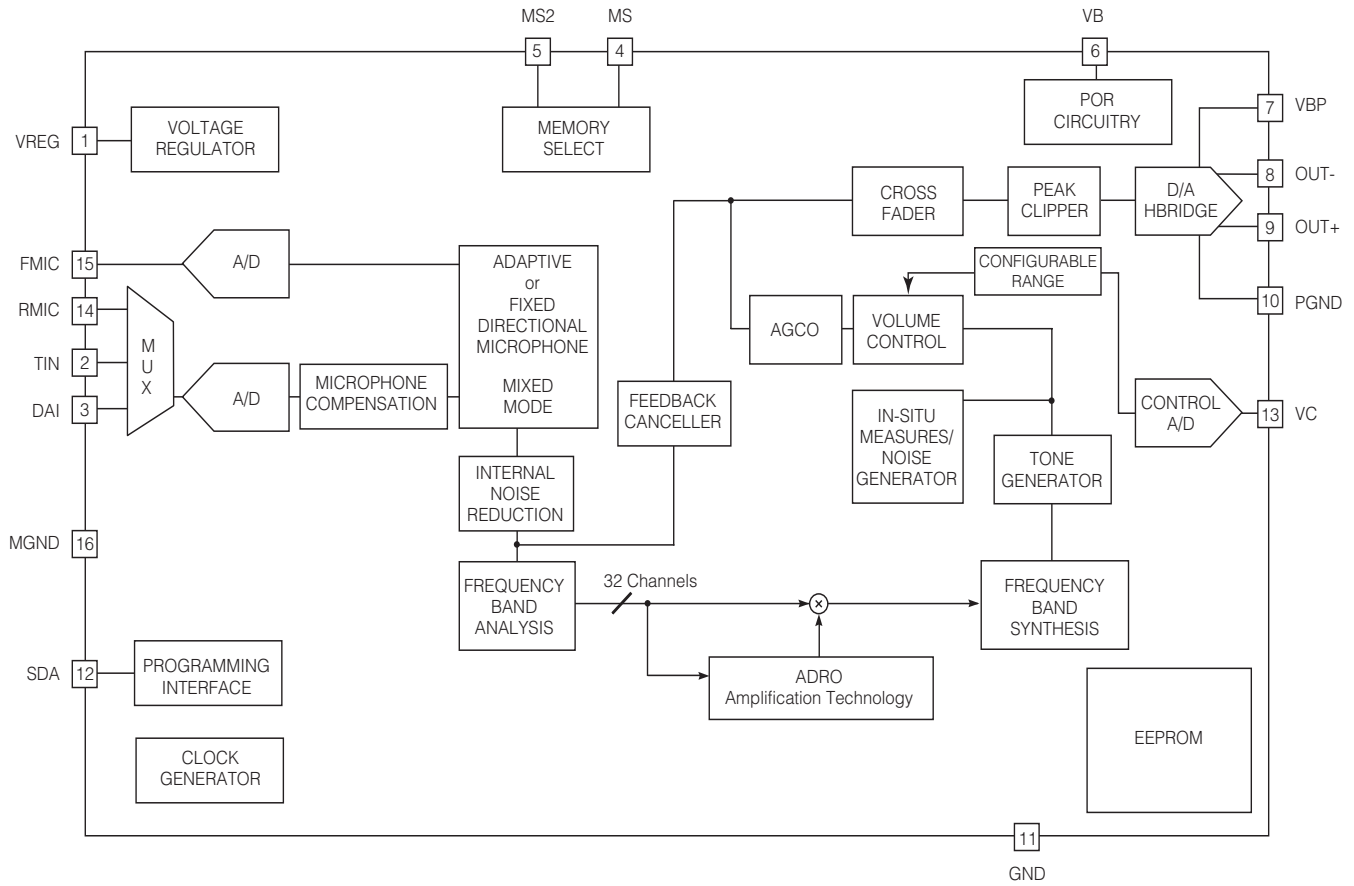 MS2
MS
VB
5
4
6
VREG
1
VOLTAGE
REGULATOR
MEMORY
SELECT
POR
CIRCUITRY
7
VBP
8
OUT-
9
OUT+
10
PGND
CROSS
FADER
PEAK
CLIPPER
D/A
HBRIDGE
FMIC
15
A/D
RMIC
14
TIN
2
DAI
3
M
U
X
A/D
MICROPHONE
COMPENSATION
ADAPTIVE
or
FIXED
DIRECTIONAL
MICROPHONE
MIXED
MODE
CONFIGURABLE
RANGE
AGCO
VOLUME
CONTROL
FEEDBACK
CANCELLER
IN-SITU
MEASURES/
NOISE
GENERATOR
CONTROL
A/D
13
VC
TONE
GENERATOR
INTERNAL
NOISE
REDUCTION
MGND
16
FREQUENCY
BAND
ANALYSIS
32 Channels
×
FREQUENCY
BAND
SYNTHESIS
ADRO
Amplification Technology
SDA
12
PROGRAMMING
INTERFACE
CLOCK
GENERATOR
EEPROM
11
GND